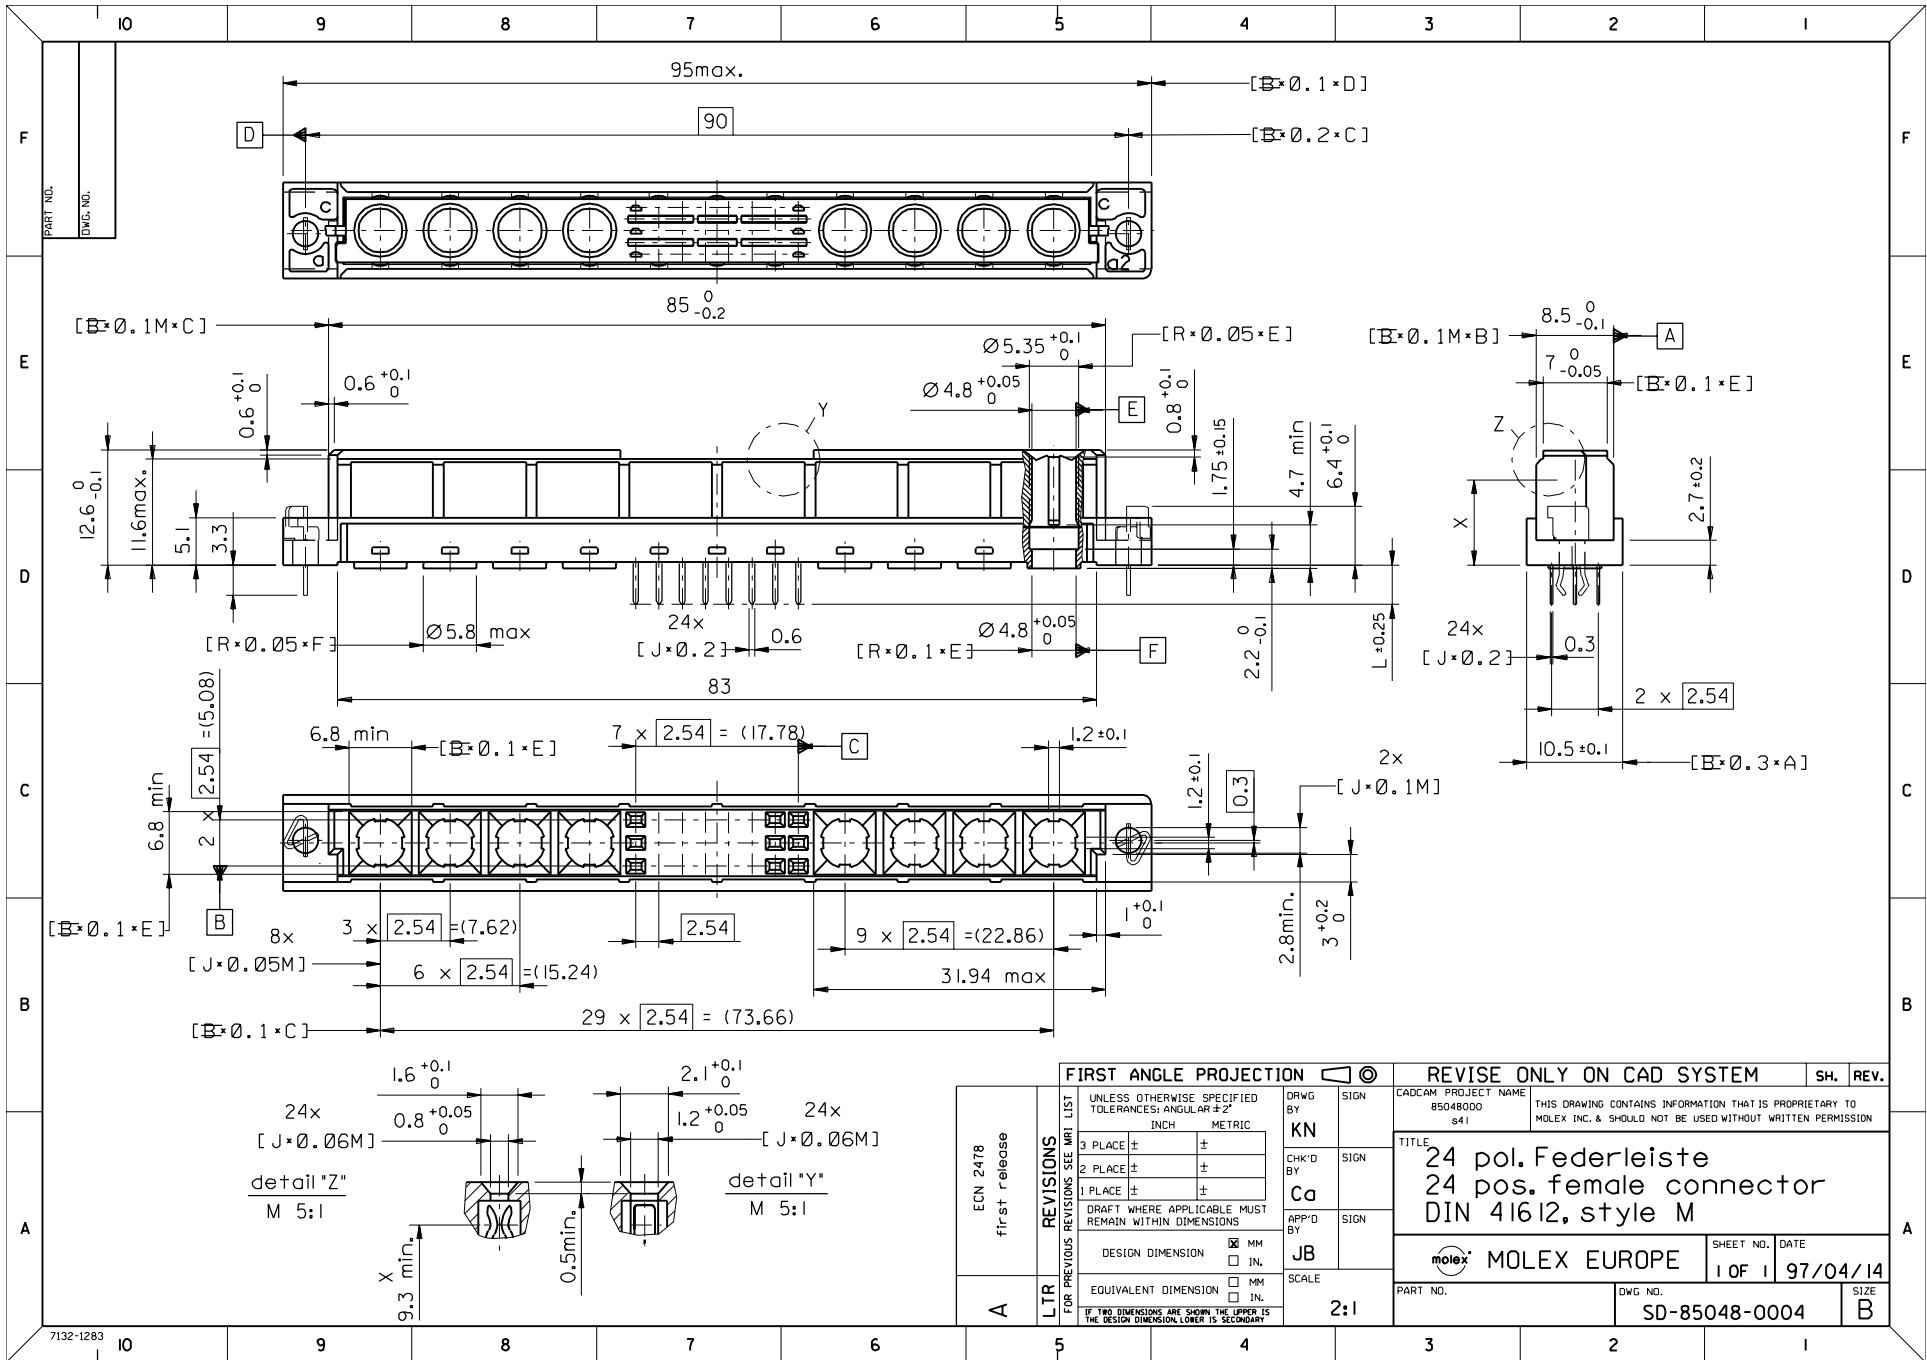 10 9 8 7 6 5 4 3 2 1
F
E
D
C
B
A
F
E
D
C
B
A
PART NO.
DWG. NO.
95max.
[B*0.1*D]
D
90
[B*0.2*C]
c
a
c
a2
85 0 -0.2
[B*0.1M*C]
0.6 +0.1 0
0.6 +0.1 0
Ø5.35 +0.1 0
[R*0.05*E]
Ø4.8 +0.05 0
E
0.8 +0.1 0
Y
[B*0.1M*B]
8.5 0 -0.1
A
7 0 -0.05
[B*0.1*E]
Z
12.6 0 -0.1
11.6max.
5.1
3.3
1.75 ±0.15
4.7 min
6.4 +0.1 0
X
2.7 ±0.2
[R*0.05*F]
Ø5.8 max
24x
[J*0.2]
0.6
[R*0.1*E]
Ø4.8 +0.05 0
F
2.2 0 -0.1
L ±0.25
24x
[J*0.2]
0.3
83
2 x 2.54
10.5 ±0.1
[B*0.3*A]
2 x 2.54 =(5.08)
6.8 min
6.8 min
[B*0.1*E]
7 x 2.54 = (17.78)
C
1.2 ±0.1
1.2 ±0.1
0.3
2x
[J*0.1M]
[B*0.1*E]
B
8x
[J*0.05M]
3 x 2.54 =(7.62)
2.54
9 x 2.54 =(22.86)
1 +0.1 0
2.8min.
3 +0.2 0
6 x 2.54 =(15.24)
31.94 max
[B*0.1*C]
29 x 2.54 = (73.66)
1.6 +0.1 0
2.1 +0.1 0
24x
[J*0.06M]
0.8 +0.05 0
1.2 +0.05 0
24x
[J*0.06M]
detail "Z"
M 5:1
detail "Y"
M 5:1
X
9.3 min.
0.5min.
ECN 2478
first release
A
REVISIONS
LTR
FOR PREVIOUS REVISIONS SEE MRI LIST
FIRST ANGLE PROJECTION
REVISE ONLY ON CAD SYSTEM
SH. REV.
UNLESS OTHERWISE SPECIFIED
TOLERANCES: ANGULAR ±2°
INCH METRIC
3 PLACE ± ±
2 PLACE ± ±
1 PLACE ± ±
DRAFT WHERE APPLICABLE MUST
REMAIN WITHIN DIMENSIONS
DESIGN DIMENSION MM
IN.
EQUIVALENT DIMENSION MM
IN.
IF TWO DIMENSIONS ARE SHOWN THE UPPER IS
THE DESIGN DIMENSION, LOWER IS SECONDARY
DRWG BY SIGN
KN
CHK'D BY SIGN
Ca
APP'D BY SIGN
JB
SCALE
2:1
CADCAM PROJECT NAME
85048000
s41
THIS DRAWING CONTAINS INFORMATION THAT IS PROPRIETARY TO
MOLEX INC. & SHOULD NOT BE USED WITHOUT WRITTEN PERMISSION
TITLE
24 pol. Federleiste
24 pos. female connector
DIN 41612, style M
molex MOLEX EUROPE
SHEET NO.
1 OF 1
DATE
97/04/14
PART NO.
DWG NO.
SD-85048-0004
SIZE
B
7132-1283
10 9 8 7 6 5 4 3 2 1